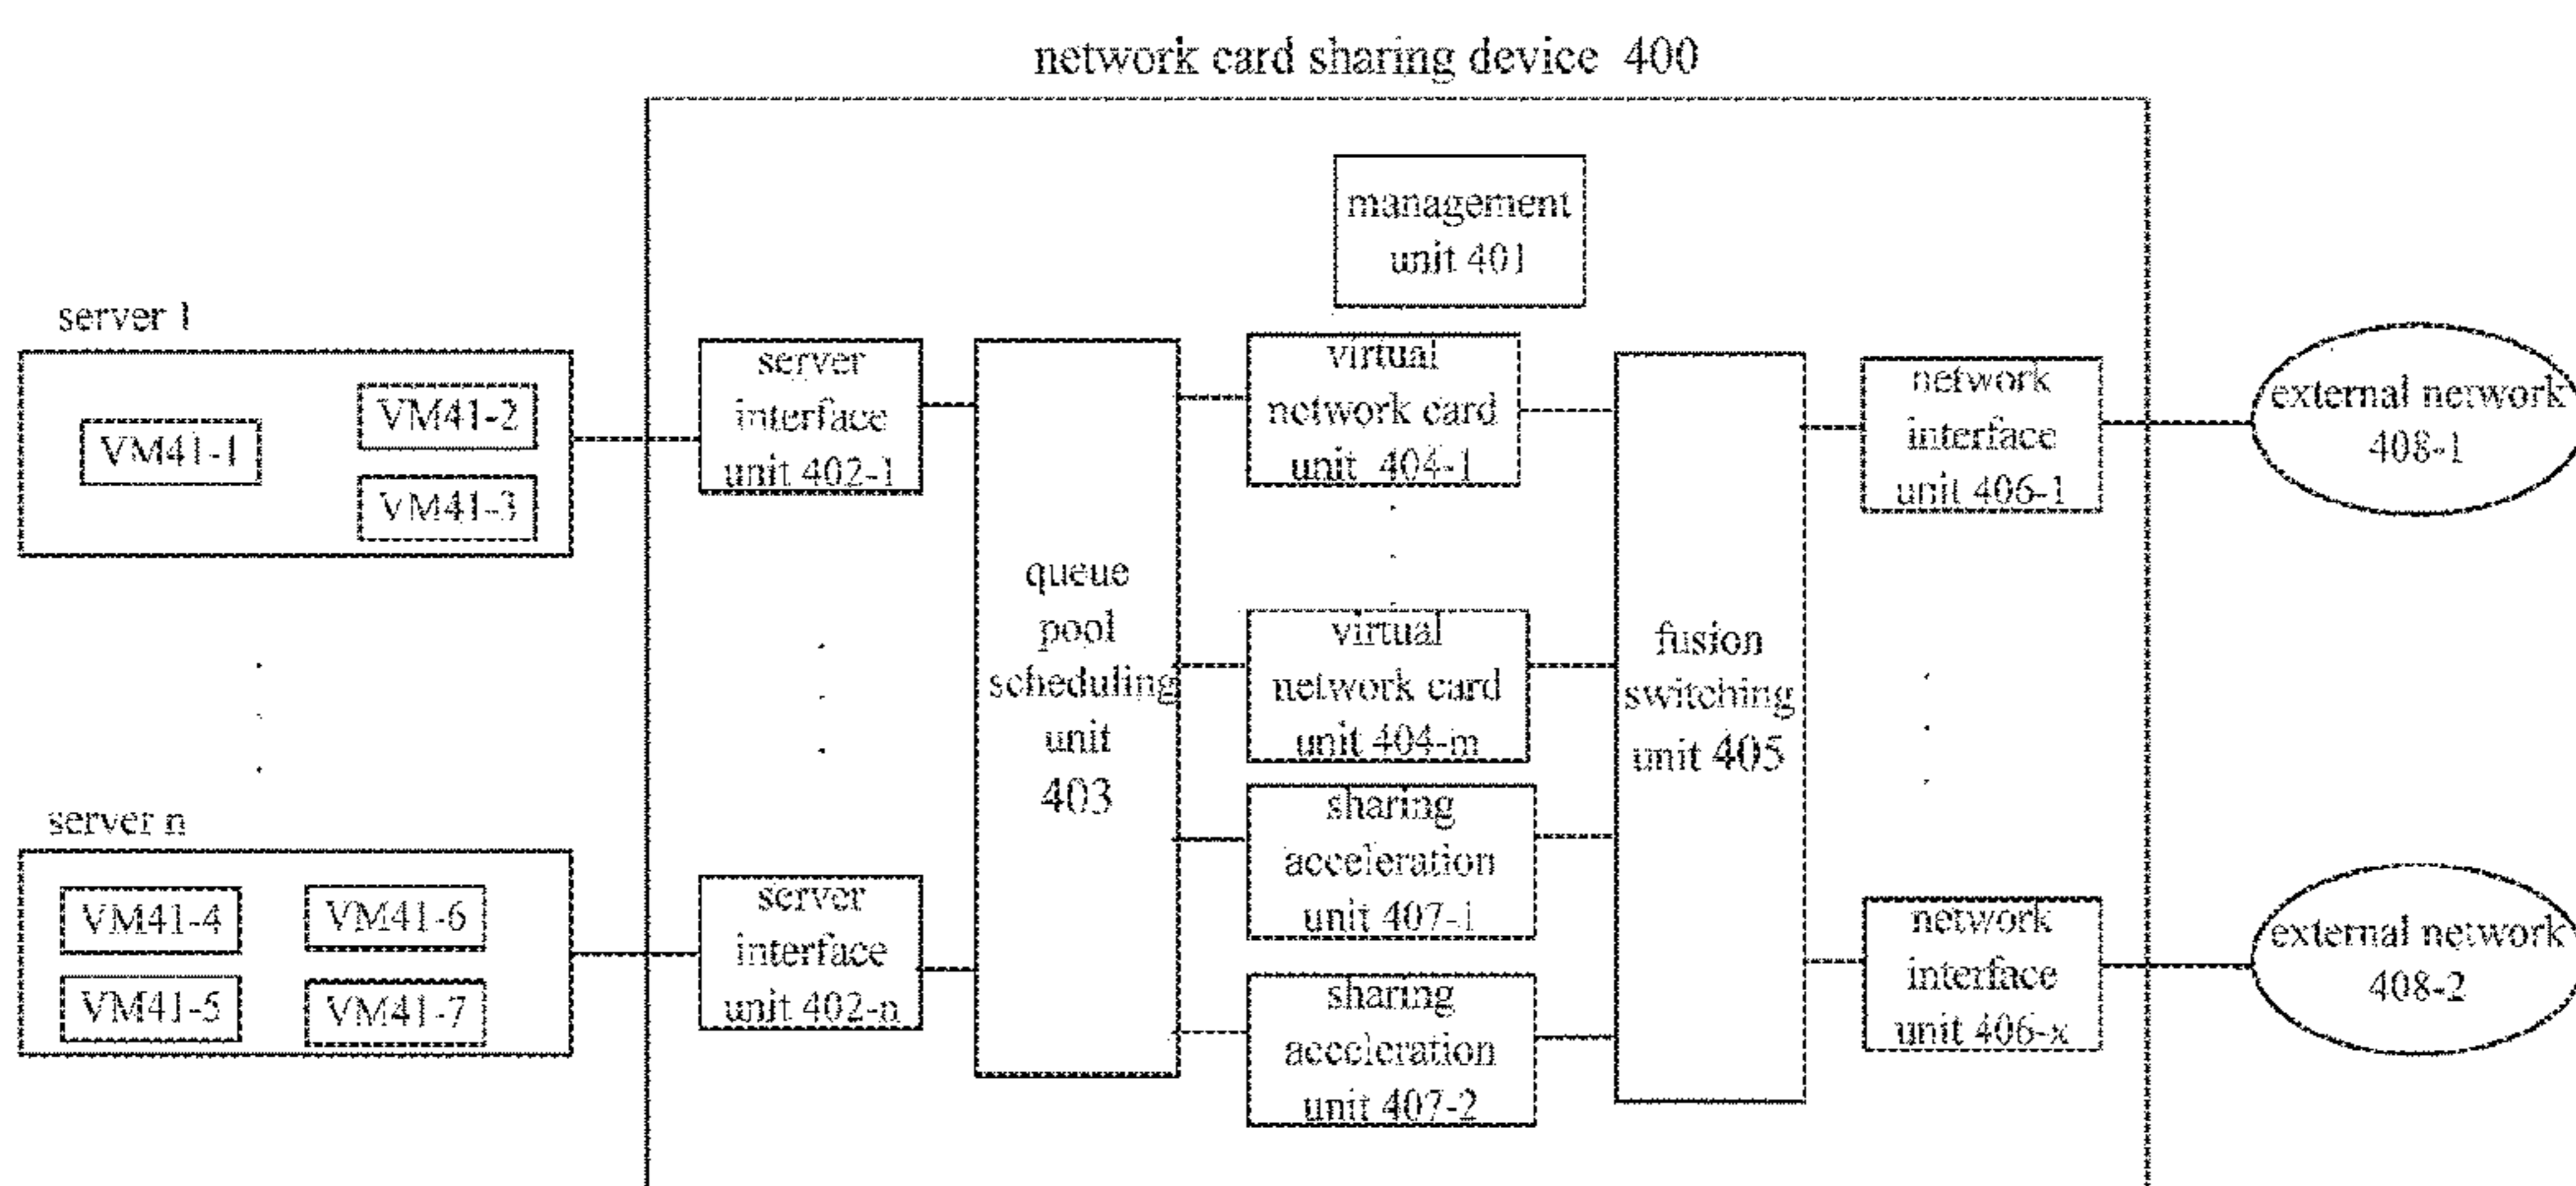 network card sharing device 400
management
unit 401
server 1
VM41-1
VM41-2
VM41-3
server n
VM41-4
VM41-5
VM41-6
VM41-7
server
interface
unit 402-1
server
interface
unit 402-n
queue
pool
scheduling
unit
403
virtual
network card
unit 404-1
virtual
network card
unit 404-m
sharing
acceleration
unit 407-1
sharing
acceleration
unit 407-2
fusion
switching
unit 405
network
interface
unit 406-1
network
interface
unit 406-x
external network
408-1
external network
408-2